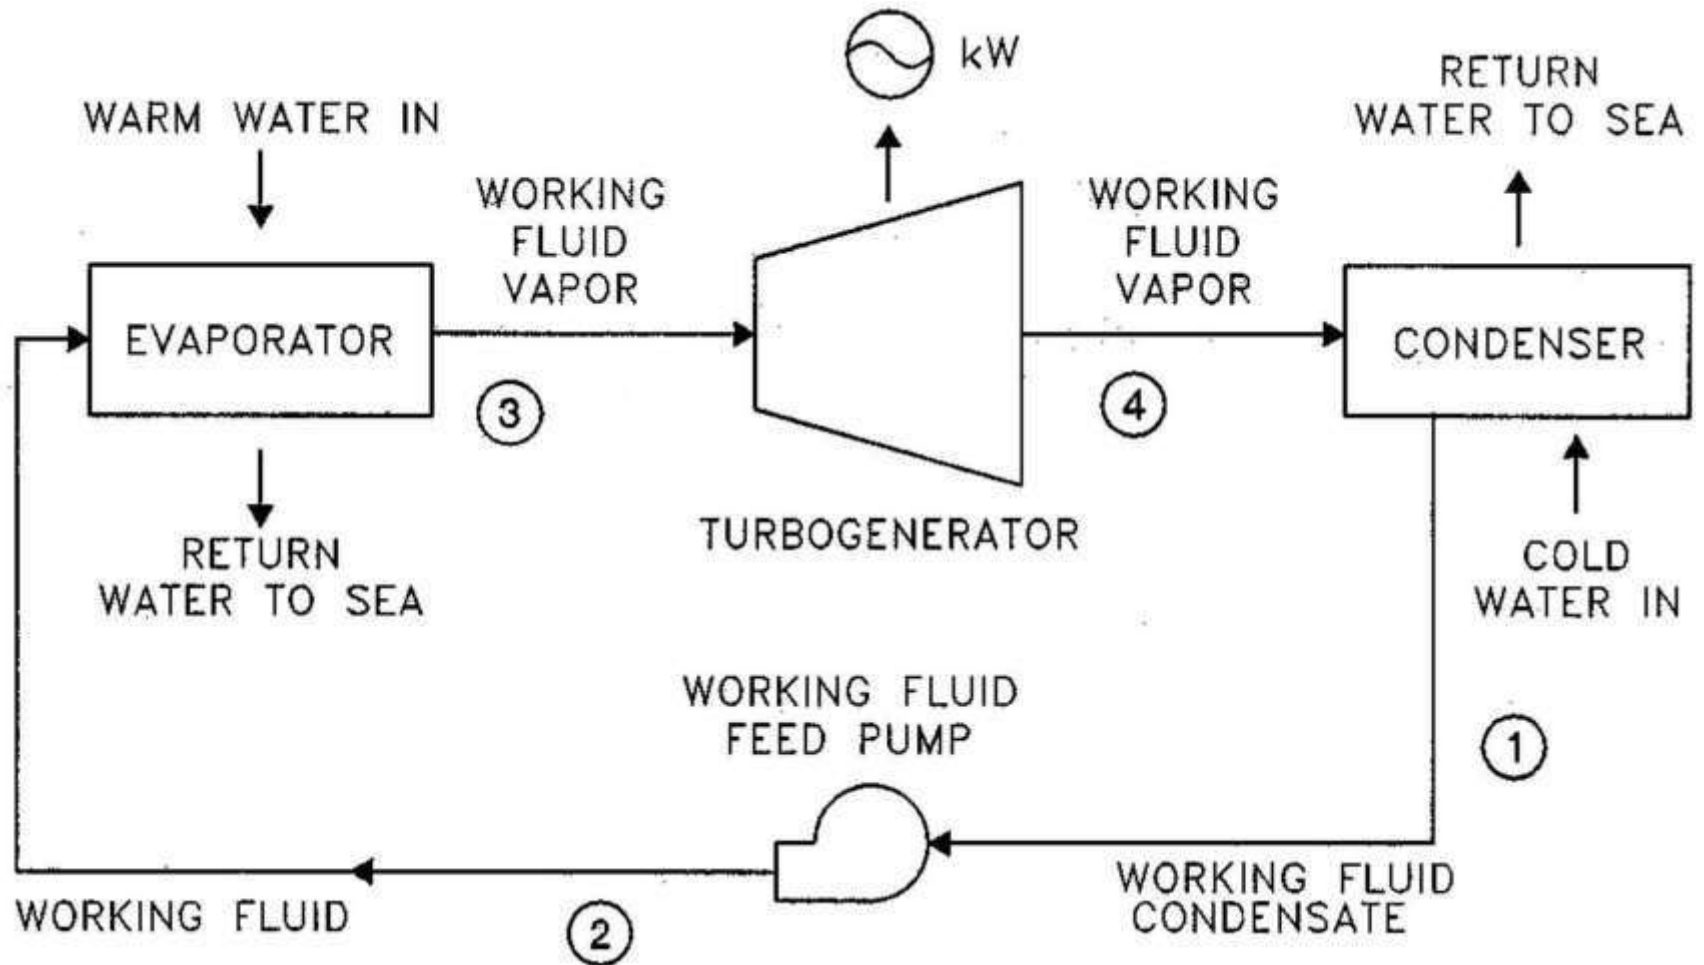 kW
RETURN
WATER TO SEA
WARM WATER IN
WORKING
FLUID
VAPOR
WORKING
FLUID
VAPOR
EVAPORATOR
CONDENSER
3
4
TURBOGENERATOR
RETURN
WATER TO SEA
COLD
WATER IN
WORKING FLUID
FEED PUMP
1
WORKING FLUID
CONDENSATE
WORKING FLUID
2